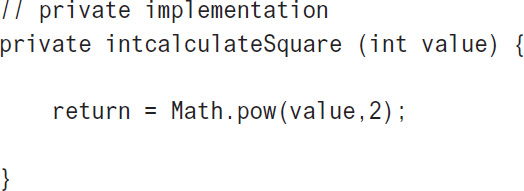 // private implementation
private intcalculateSquare (int value) {
return = Math.pow(value,2);
}